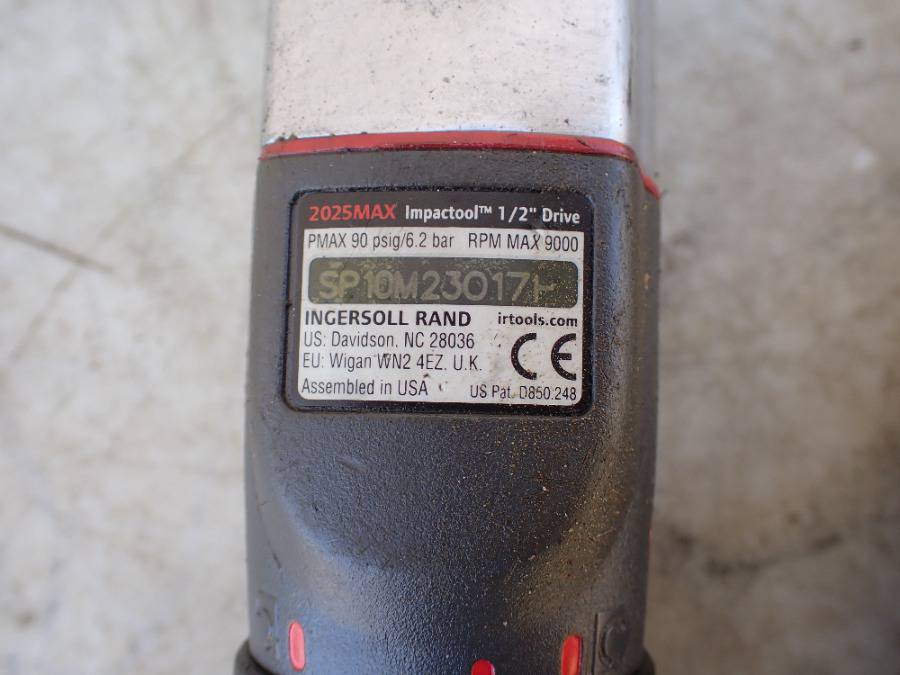 2025MAX Impactool™ 1/2" Drive
PMAX 90 psig/6.2 bar RPM MAX 9000
INGERSOLL RAND irtools.com
US: Davidson, NC 28036
EU: Wigan WN2 4EZ. U.K.
CE
Assembled in USA US Pat. D850,248